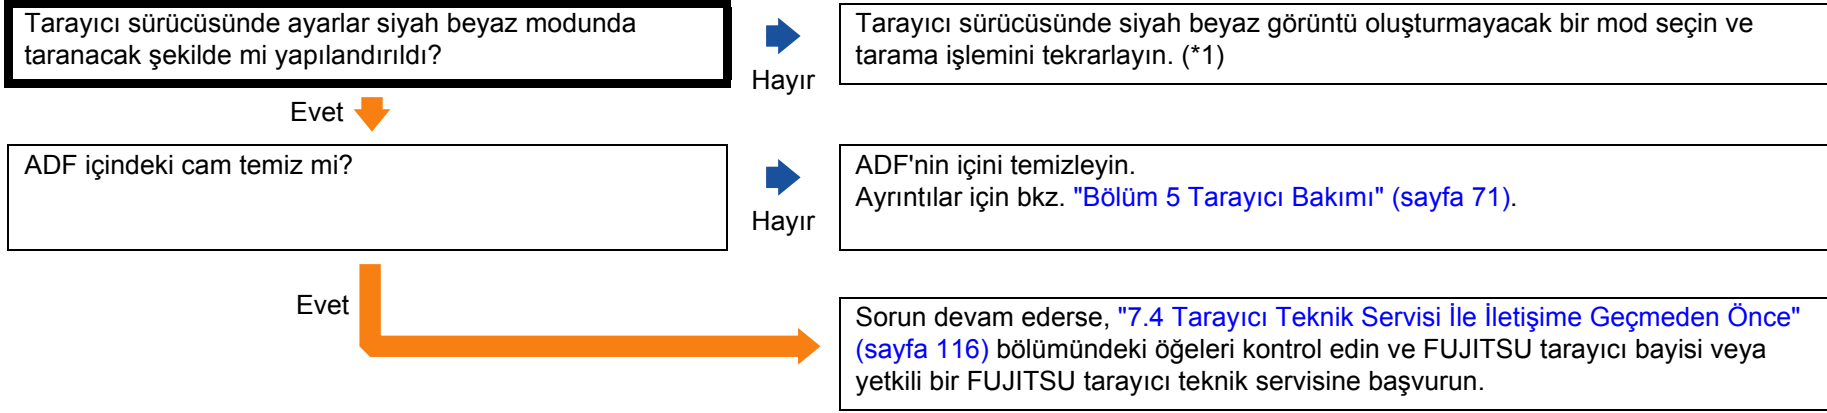 Tarayıcı sürücüsünde ayarlar siyah beyaz modunda
taranacak şekilde mi yapılandırıldı?
Hayır
Tarayıcı sürücüsünde siyah beyaz görüntü oluşturmayacak bir mod seçin ve
tarama işlemini tekrarlayın. (*1)
Evet
ADF içindeki cam temiz mi?
Hayır
ADF'nin içini temizleyin.
Ayrıntılar için bkz. "Bölüm 5 Tarayıcı Bakımı" (sayfa 71).
Evet
Sorun devam ederse, "7.4 Tarayıcı Teknik Servisi İle İletişime Geçmeden Önce"
(sayfa 116) bölümündeki öğeleri kontrol edin ve FUJITSU tarayıcı bayisi veya
yetkili bir FUJITSU tarayıcı teknik servisine başvurun.